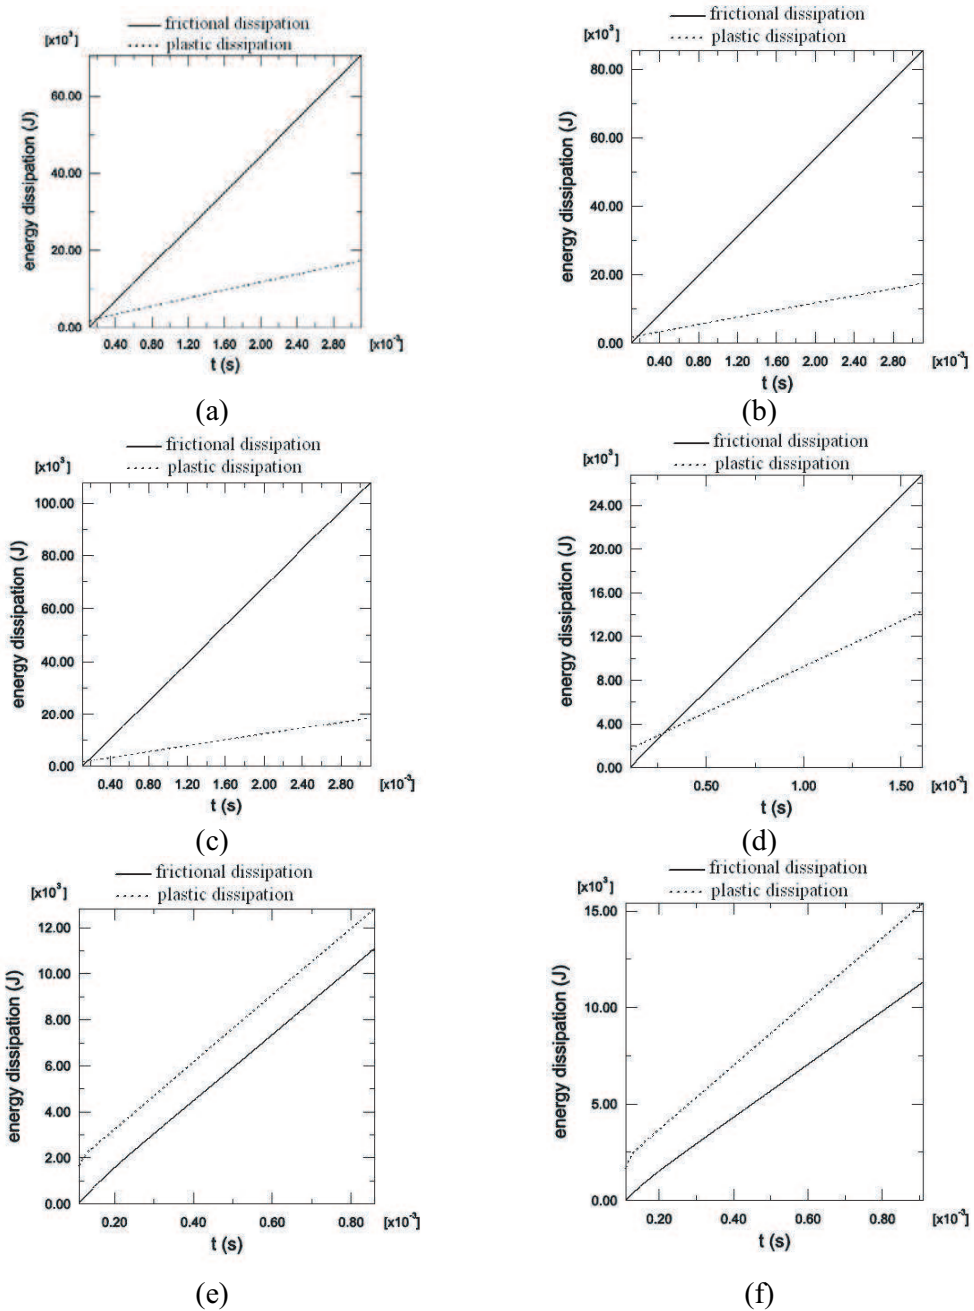 frictional dissipation
[x10³]
plastic dissipation
60.00
40.00
20.00
0.00
energy dissipation (J)
0.40 0.80 1.20 1.60 2.00 2.40 2.80 [x10⁻³]
t (s)
(a)
frictional dissipation
[x10³]
plastic dissipation
80.00
60.00
40.00
20.00
0.00
energy dissipation (J)
0.40 0.80 1.20 1.60 2.00 2.40 2.80 [x10⁻³]
t (s)
(b)
frictional dissipation
[x10³]
plastic dissipation
100.00
80.00
60.00
40.00
20.00
0.00
energy dissipation (J)
0.40 0.80 1.20 1.60 2.00 2.40 2.80 [x10⁻³]
t (s)
(c)
frictional dissipation
[x10³]
plastic dissipation
24.00
20.00
16.00
12.00
8.00
4.00
0.00
energy dissipation (J)
0.50 1.00 1.50 [x10⁻³]
t (s)
(d)
frictional dissipation
[x10³]
plastic dissipation
12.00
10.00
8.00
6.00
4.00
2.00
0.00
energy dissipation (J)
0.20 0.40 0.60 0.80 [x10⁻³]
t (s)
(e)
frictional dissipation
[x10³]
plastic dissipation
15.00
10.00
5.00
0.00
energy dissipation (J)
0.20 0.40 0.60 0.80 [x10⁻³]
t (s)
(f)